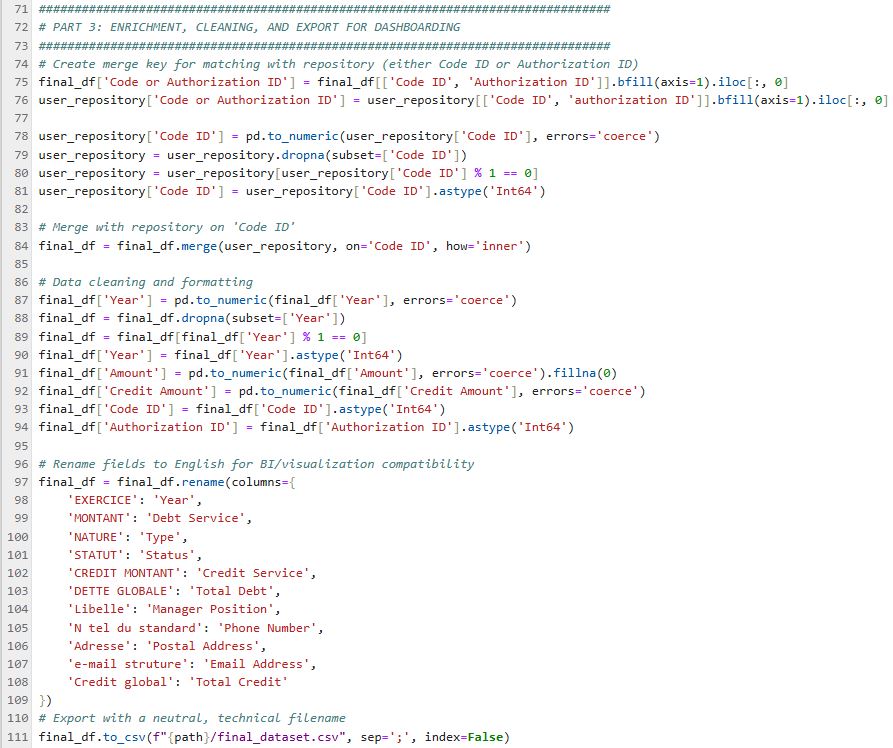 71 ################################################################################
72 # PART 3: ENRICHMENT, CLEANING, AND EXPORT FOR DASHBOARDING
73 ################################################################################
74 # Create merge key for matching with repository (either Code ID or Authorization ID)
75 final_df['Code or Authorization ID'] = final_df[['Code ID', 'Authorization ID']].bfill(axis=1).iloc[:, 0]
76 user_repository['Code or Authorization ID'] = user_repository[['Code ID', 'authorization ID']].bfill(axis=1).iloc[:, 0]
77
78 user_repository['Code ID'] = pd.to_numeric(user_repository['Code ID'], errors='coerce')
79 user_repository = user_repository.dropna(subset=['Code ID'])
80 user_repository = user_repository[user_repository['Code ID'] % 1 == 0]
81 user_repository['Code ID'] = user_repository['Code ID'].astype('Int64')
82
83 # Merge with repository on 'Code ID'
84 final_df = final_df.merge(user_repository, on='Code ID', how='inner')
85
86 # Data cleaning and formatting
87 final_df['Year'] = pd.to_numeric(final_df['Year'], errors='coerce')
88 final_df = final_df.dropna(subset=['Year'])
89 final_df = final_df[final_df['Year'] % 1 == 0]
90 final_df['Year'] = final_df['Year'].astype('Int64')
91 final_df['Amount'] = pd.to_numeric(final_df['Amount'], errors='coerce').fillna(0)
92 final_df['Credit Amount'] = pd.to_numeric(final_df['Credit Amount'], errors='coerce')
93 final_df['Code ID'] = final_df['Code ID'].astype('Int64')
94 final_df['Authorization ID'] = final_df['Authorization ID'].astype('Int64')
95
96 # Rename fields to English for BI/visualization compatibility
97 final_df = final_df.rename(columns={
98     'EXERCICE': 'Year',
99     'MONTANT': 'Debt Service',
100     'NATURE': 'Type',
101     'STATUT': 'Status',
102     'CREDIT MONTANT': 'Credit Service',
103     'DETTE GLOBALE': 'Total Debt',
104     'Libelle': 'Manager Position',
105     'N tel du standard': 'Phone Number',
106     'Adresse': 'Postal Address',
107     'e-mail struture': 'Email Address',
108     'Credit global': 'Total Credit'
109 })
110 # Export with a neutral, technical filename
111 final_df.to_csv(f"{path}/final_dataset.csv", sep=';', index=False)